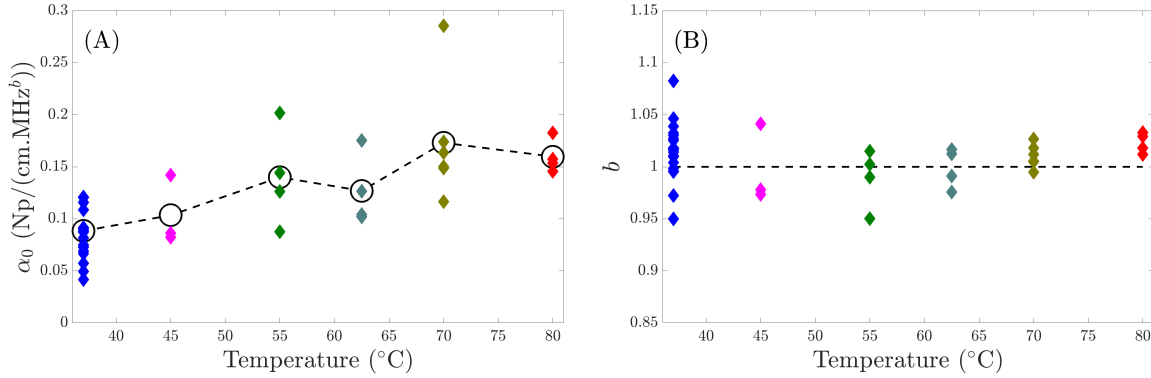 (A)
α₀ (Np/(cm.MHzᵇ))
0.3
0.25
0.2
0.15
0.1
0.05
0
40 45 50 55 60 65 70 75 80
Temperature (°C)
(B)
b
1.15
1.1
1.05
1
0.95
0.9
0.85
40 45 50 55 60 65 70 75 80
Temperature (°C)